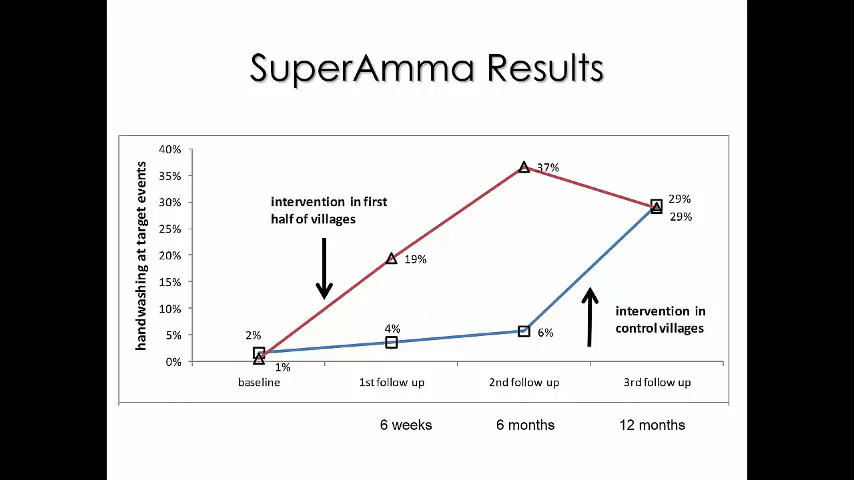 SuperAmma Results
handwashing at target events
40%
35%
30%
25%
20%
15%
10%
5%
0%
intervention in first
half of villages
37%
29%
29%
19%
intervention in
control villages
2%
4%
6%
1%
baseline
1st follow up
2nd follow up
3rd follow up
6 weeks
6 months
12 months